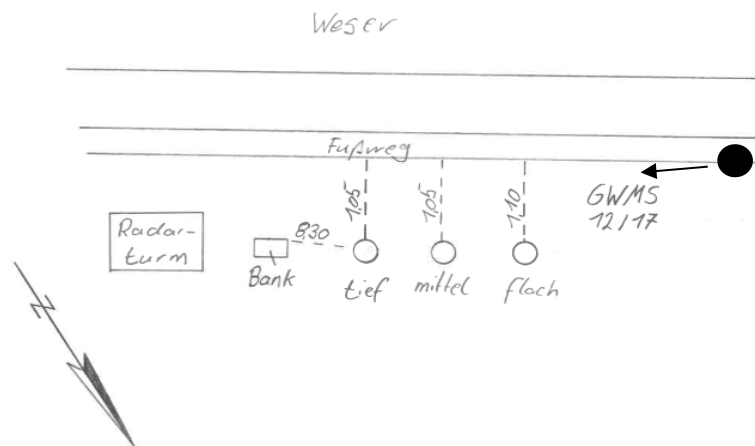 Weser
Fußweg
1,05
1,05
1,10
GWMS
12/17
Radar-
turm
8,30
Bank
tief
mittel
flach
N